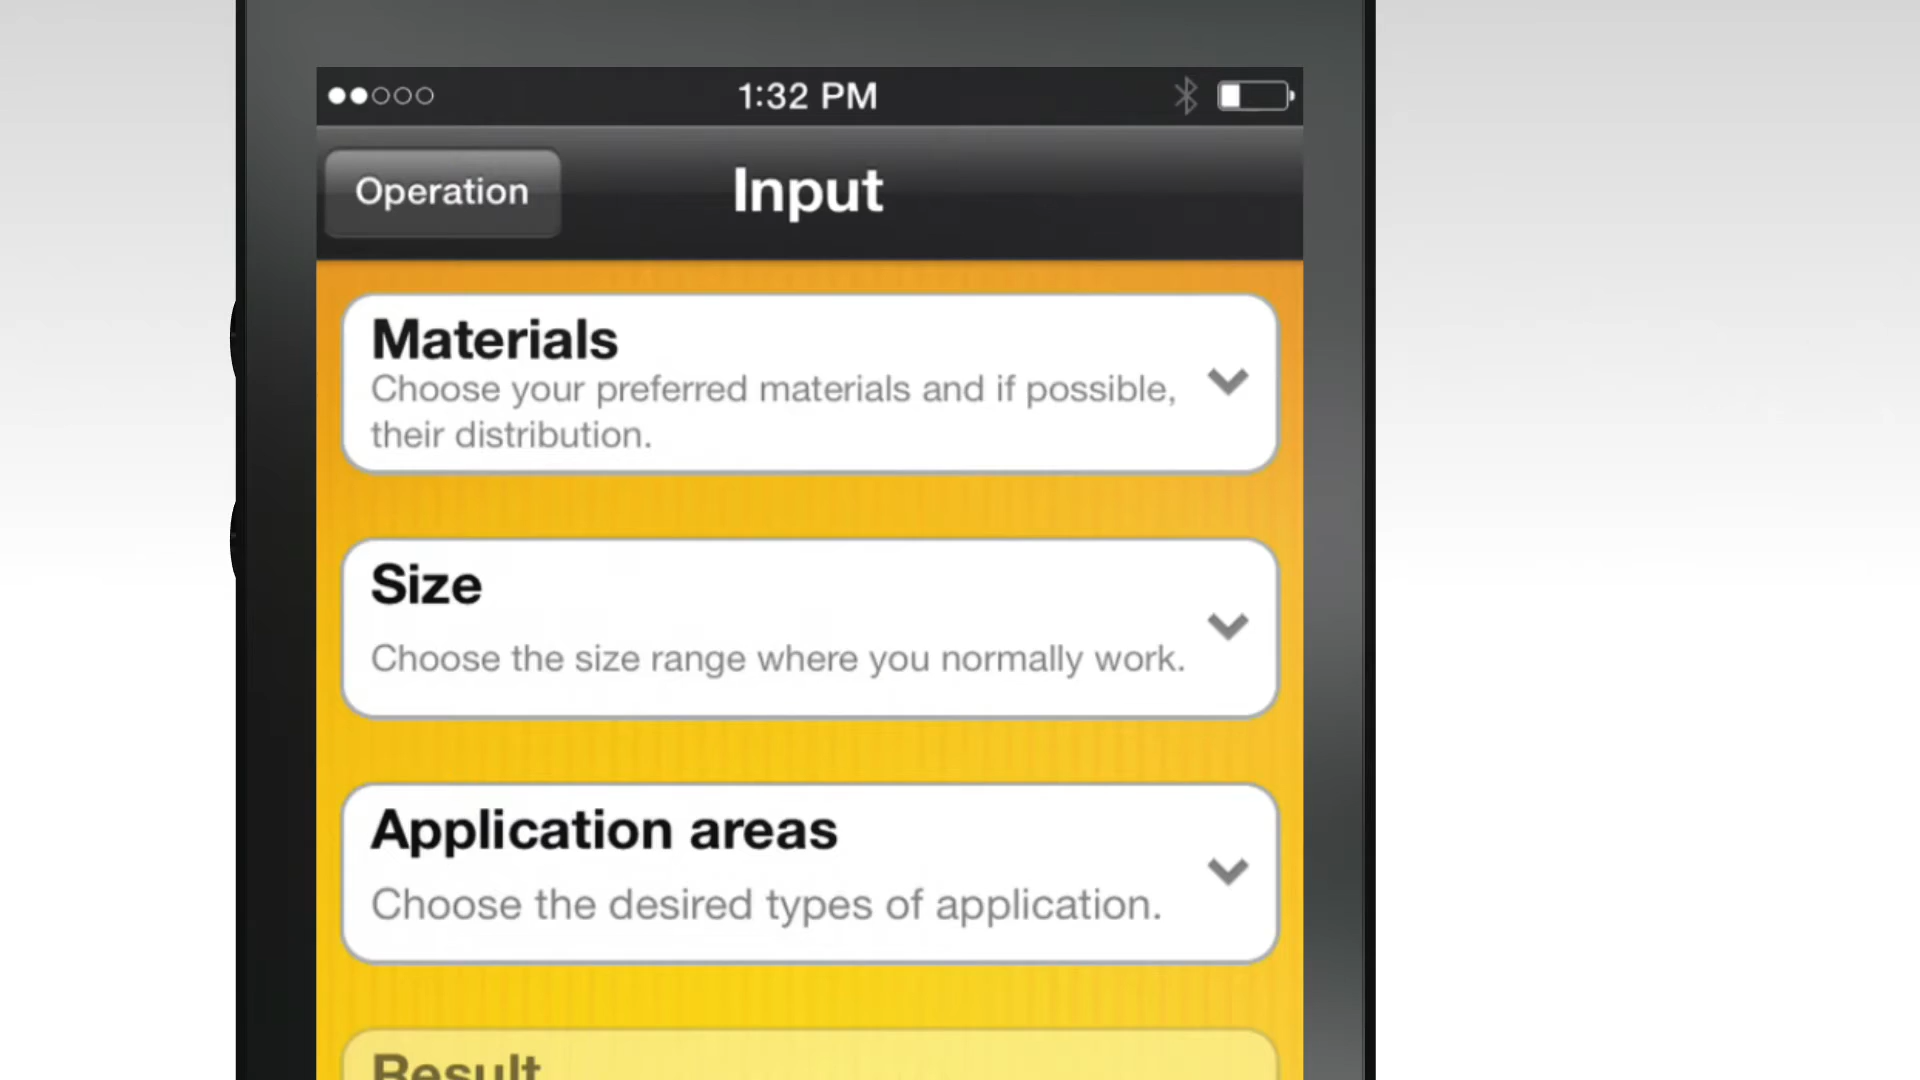 1:32 PM
Operation
Input
Materials
Choose your preferred materials and if possible,
their distribution.
Size
Choose the size range where you normally work.
Application areas
Choose the desired types of application.
Result